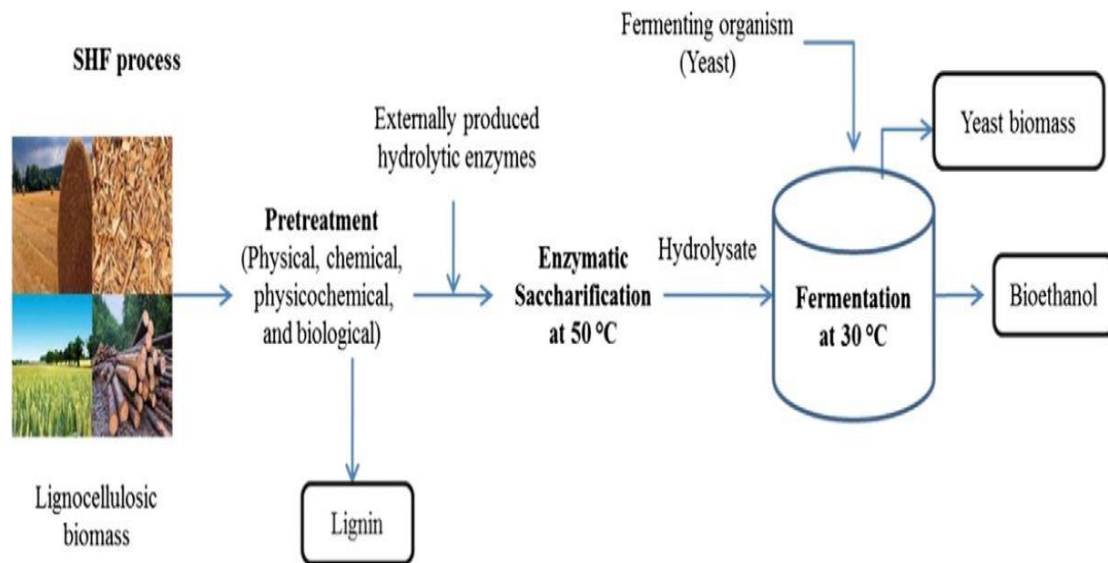 SHF process
Lignocellulosic
biomass
Pretreatment
(Physical, chemical,
physicochemical,
and biological)
Lignin
Externally produced
hydrolytic enzymes
Enzymatic
Saccharification
at 50 °C
Hydrolysate
Fermenting organism
(Yeast)
Fermentation
at 30 °C
Yeast biomass
Bioethanol